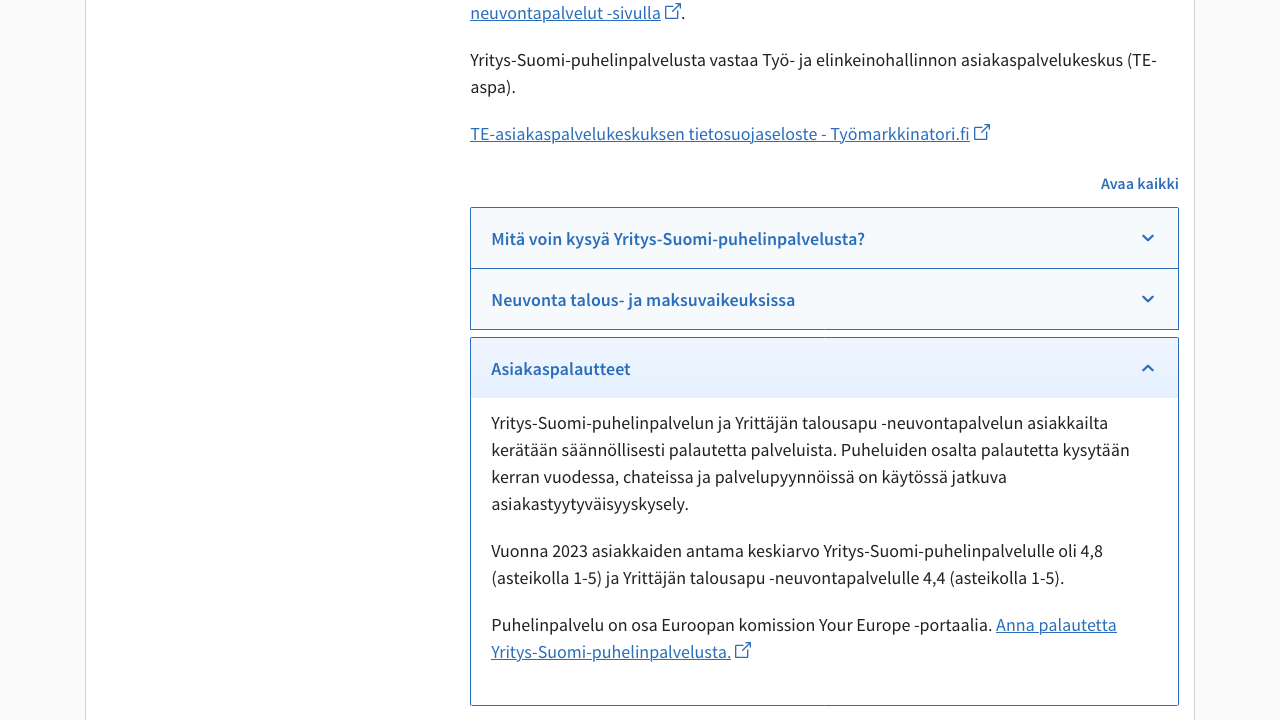 neuvontapalvelut -sivulla.
Yritys-Suomi-puhelinpalvelusta vastaa Työ- ja elinkeinohallinnon asiakaspalvelukeskus (TE-
aspa).
TE-asiakaspalvelukeskuksen tietosuojaseloste - Työmarkkinatori.fi
Avaa kaikki
Mitä voin kysyä Yritys-Suomi-puhelinpalvelusta?
Neuvonta talous- ja maksuvaikeuksissa
Asiakaspalautteet
Yritys-Suomi-puhelinpalvelun ja Yrittäjän talousapu -neuvontapalvelun asiakkailta
kerätään säännöllisesti palautetta palveluista. Puheluiden osalta palautetta kysytään
kerran vuodessa, chateissa ja palvelupyynnöissä on käytössä jatkuva
asiakastyytyväisyyskysely.
Vuonna 2023 asiakkaiden antama keskiarvo Yritys-Suomi-puhelinpalvelulle oli 4,8
(asteikolla 1-5) ja Yrittäjän talousapu -neuvontapalvelulle 4,4 (asteikolla 1-5).
Puhelinpalvelu on osa Euroopan komission Your Europe -portaalia. Anna palautetta
Yritys-Suomi-puhelinpalvelusta.